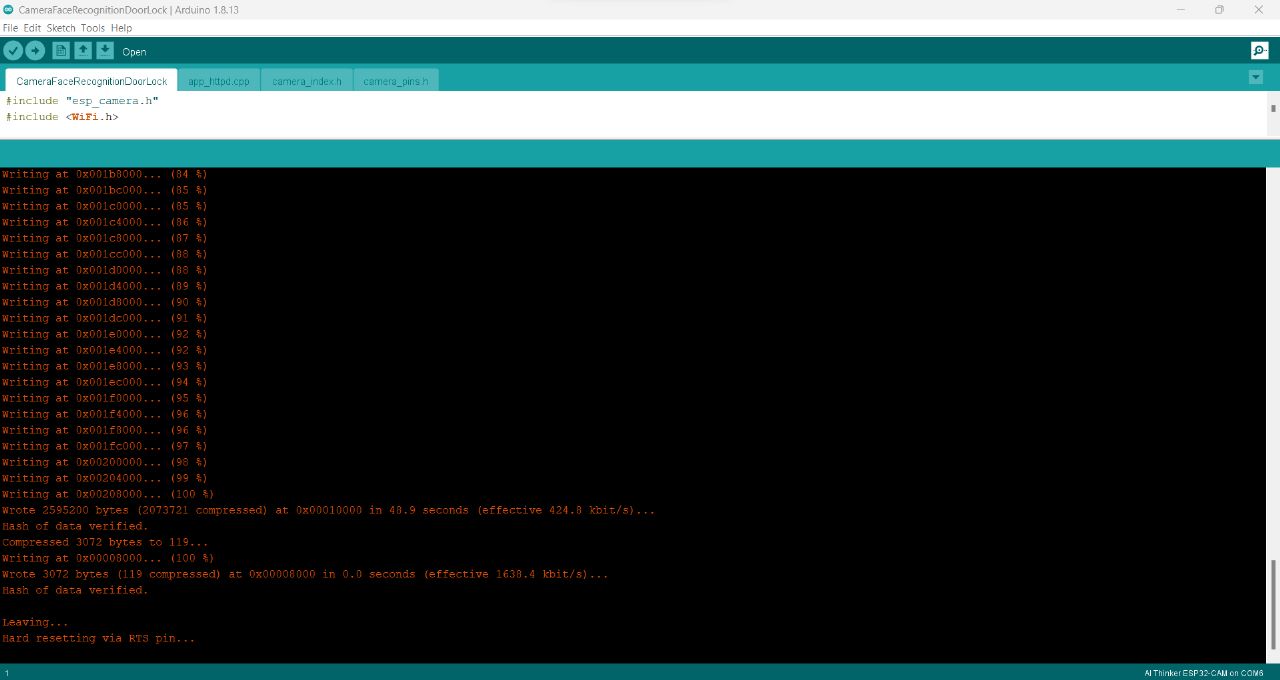 CameraFaceRecognitionDoorLock | Arduino 1.8.13
File Edit Sketch Tools Help
Open
CameraFaceRecognitionDoorLock app_httpd.cpp camera_index.h camera_pins.h
#include "esp_camera.h"
#include <WiFi.h>
Writing at 0x001b8000... (84 %)
Writing at 0x001bc000... (85 %)
Writing at 0x001c0000... (85 %)
Writing at 0x001c4000... (86 %)
Writing at 0x001c8000... (87 %)
Writing at 0x001cc000... (88 %)
Writing at 0x001d0000... (88 %)
Writing at 0x001d4000... (89 %)
Writing at 0x001d8000... (90 %)
Writing at 0x001dc000... (91 %)
Writing at 0x001e0000... (92 %)
Writing at 0x001e4000... (92 %)
Writing at 0x001e8000... (93 %)
Writing at 0x001ec000... (94 %)
Writing at 0x001f0000... (95 %)
Writing at 0x001f4000... (96 %)
Writing at 0x001f8000... (96 %)
Writing at 0x001fc000... (97 %)
Writing at 0x00200000... (98 %)
Writing at 0x00204000... (99 %)
Writing at 0x00208000... (100 %)
Wrote 2595200 bytes (2073721 compressed) at 0x00010000 in 48.9 seconds (effective 424.8 kbit/s)...
Hash of data verified.
Compressed 3072 bytes to 119...
Writing at 0x00008000... (100 %)
Wrote 3072 bytes (119 compressed) at 0x00008000 in 0.0 seconds (effective 1638.4 kbit/s)...
Hash of data verified.
Leaving...
Hard resetting via RTS pin...
1 AI Thinker ESP32-CAM on COM6